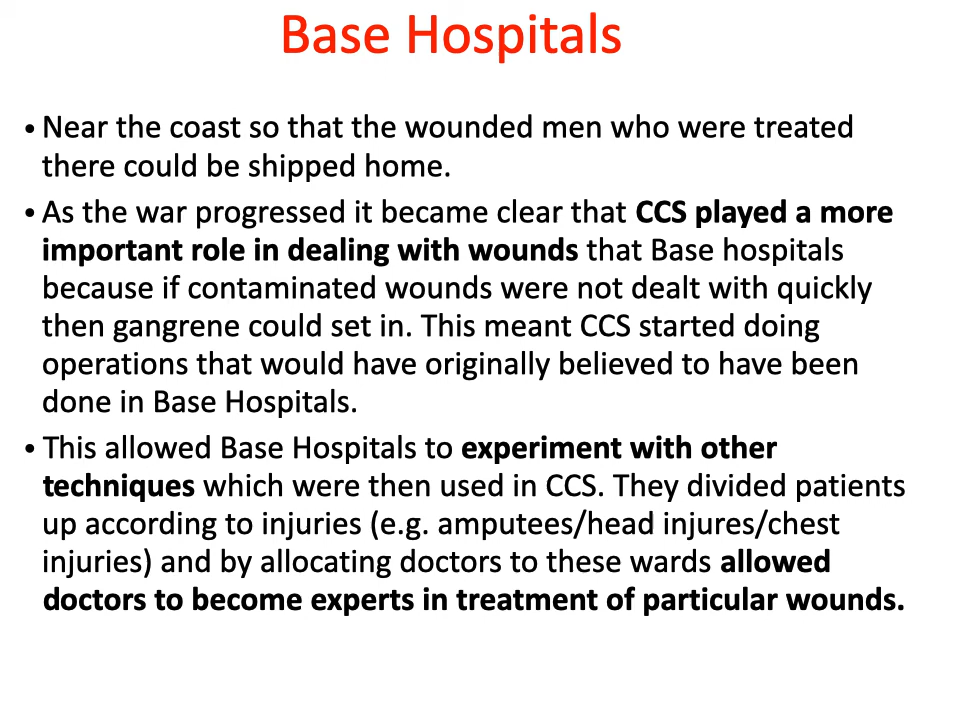 Base Hospitals
• Near the coast so that the wounded men who were treated
there could be shipped home.
• As the war progressed it became clear that CCS played a more
important role in dealing with wounds that Base hospitals
because if contaminated wounds were not dealt with quickly
then gangrene could set in. This meant CCS started doing
operations that would have originally believed to have been
done in Base Hospitals.
• This allowed Base Hospitals to experiment with other
techniques which were then used in CCS. They divided patients
up according to injuries (e.g. amputees/head injures/chest
injuries) and by allocating doctors to these wards allowed
doctors to become experts in treatment of particular wounds.